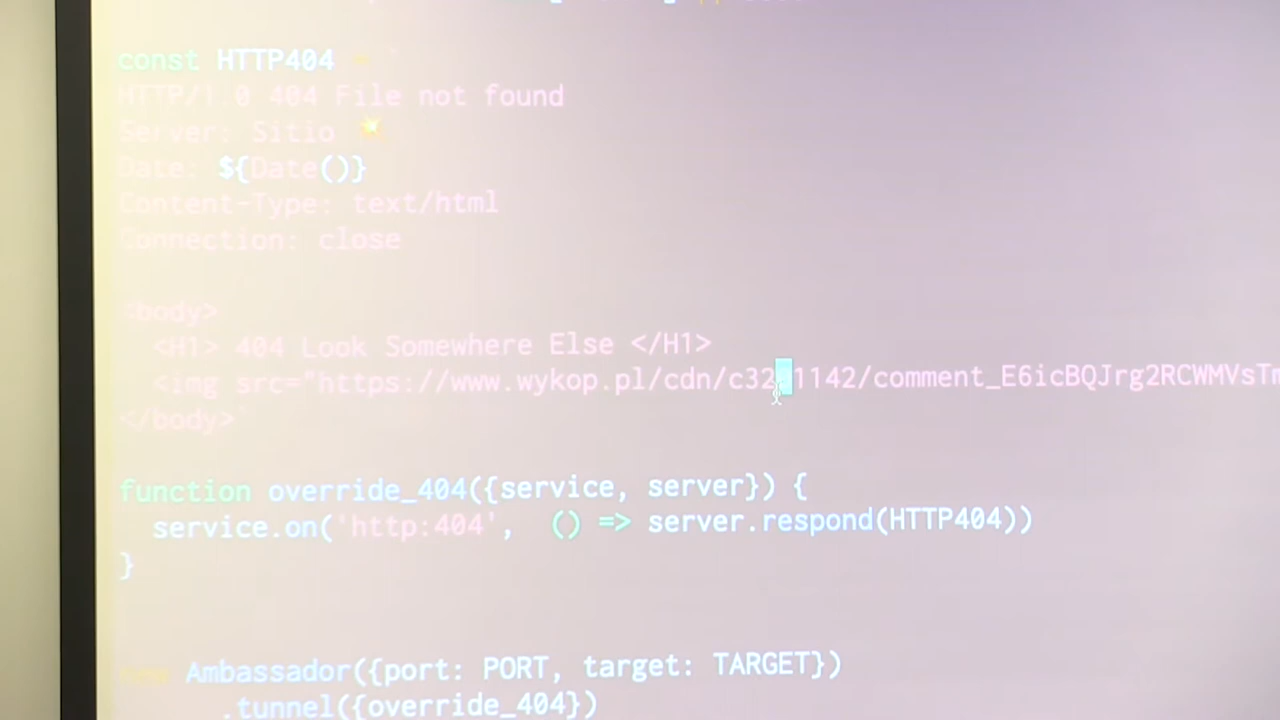 const HTTP404 =
HTTP/1.0 404 File not found
Server: Sitio 💥
Date: ${Date()}
Content-Type: text/html
Connection: close
<body>
<H1> 404 Look Somewhere Else </H1>
<img src="https://www.wykop.pl/cdn/c32 1142/comment_E6icBQJrg2RCWMVsTm
</body>`
function override_404({service, server}) {
service.on('http:404', () => server.respond(HTTP404))
}
new Ambassador({port: PORT, target: TARGET})
.tunnel({override_404})